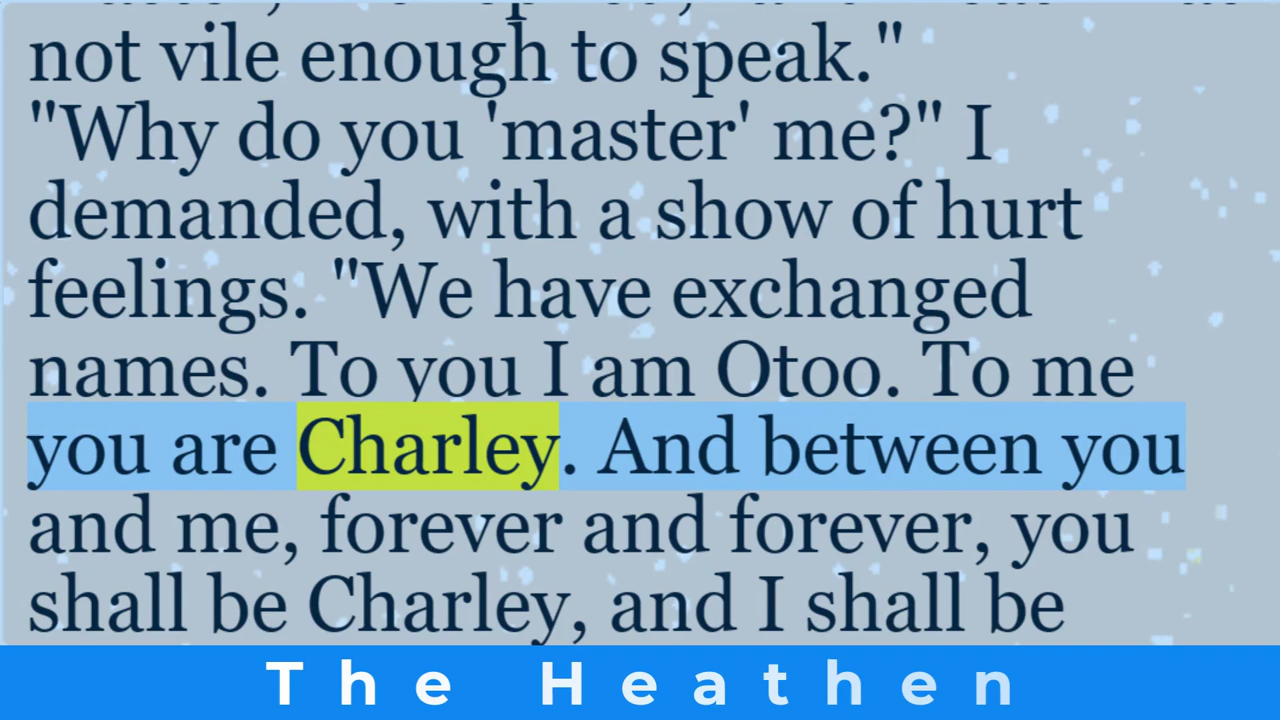 not vile enough to speak."
"Why do you 'master' me?" I
demanded, with a show of hurt
feelings. "We have exchanged
names. To you I am Otoo. To me
you are Charley. And between you
and me, forever and forever, you
shall be Charley, and I shall be
The Heathen